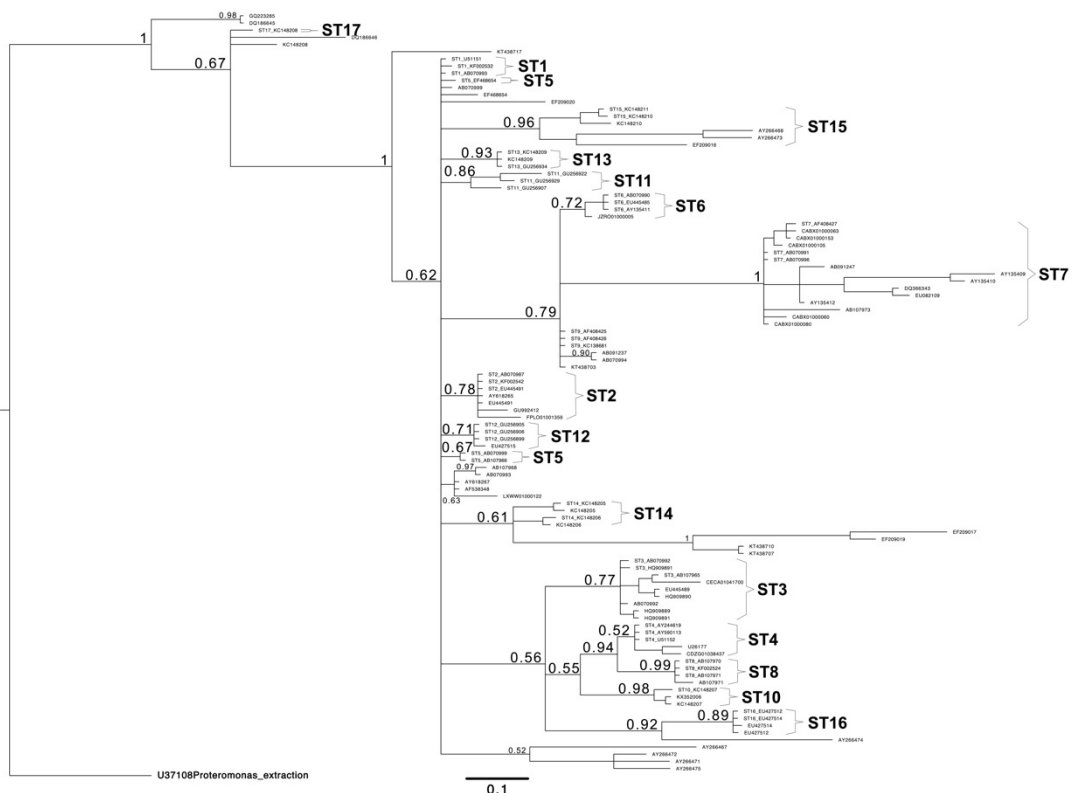 0.98
GQ223285
DQ186645
ST17_KC148208
ST17
1
DQ186646
KC148208
0.67
KT438717
ST1_U51151
ST1_KF002532
ST1
ST1_AB070993
ST5_EF468654
ST5
AB070999
EF468654
EF209020
ST15_KC148211
ST15_KC148210
0.96
KC148210
ST15
AY266468
AY266473
EF209016
ST13_KC148209
0.93
KC148209
ST13
ST13_GU256934
1
0.86
ST11_GU256922
ST11_GU256929
ST11
ST11_GU256907
ST6_AB070990
0.72
ST6_EU445485
ST6
ST6_AY135411
JZRO01000005
ST7_AF408427
CABX01000063
CABX01000153
CABX01000155
ST7_AB070991
ST7_AB070996
0.62
AB091247
1
AY135409
ST7
AY135410
DQ366343
EU082109
AY135412
AB107973
CABX01000060
CABX01000080
0.79
ST9_AF408425
ST9_AF408426
ST9_KC138681
0.90
AB091237
AB070994
KT438703
ST2_AB070987
ST2_KF002542
0.78
ST2_EU445491
AY618265
ST2
EU445491
GU992412
FPLO01001359
ST12_GU256905
0.71
ST12_GU256906
ST12
ST12_GU256899
EU427515
0.67
ST5_AB070999
ST5
ST5_AB107966
0.97
AB107968
AB070993
AY618267
AF538348
0.63
LXWW01000122
ST14_KC148205
KC148205
0.61
ST14_KC148206
ST14
KC148206
EF209017
1
EF209019
KT438710
KT438707
ST3_AB070992
ST3_HQ909891
0.77
ST3_AB107965
CECA01041700
ST3
EU445489
HQ909890
AB070992
HQ909889
HQ909891
ST4_AY244619
0.52
ST4_AY590113
ST4
ST4_U51152
0.94
U26177
CDZG01038437
0.56
0.55
ST8_AB107970
0.99
ST8_KF002524
ST8
ST8_AB107971
AB107971
0.98
ST10_KC148207
KX352006
ST10
KC148207
0.89
ST16_EU427512
ST16_EU427514
0.92
EU427514
ST16
EU427512
AY266474
0.52
AY266467
AY266472
AY266471
AY266475
U37108Proteromonas_extraction
0.1